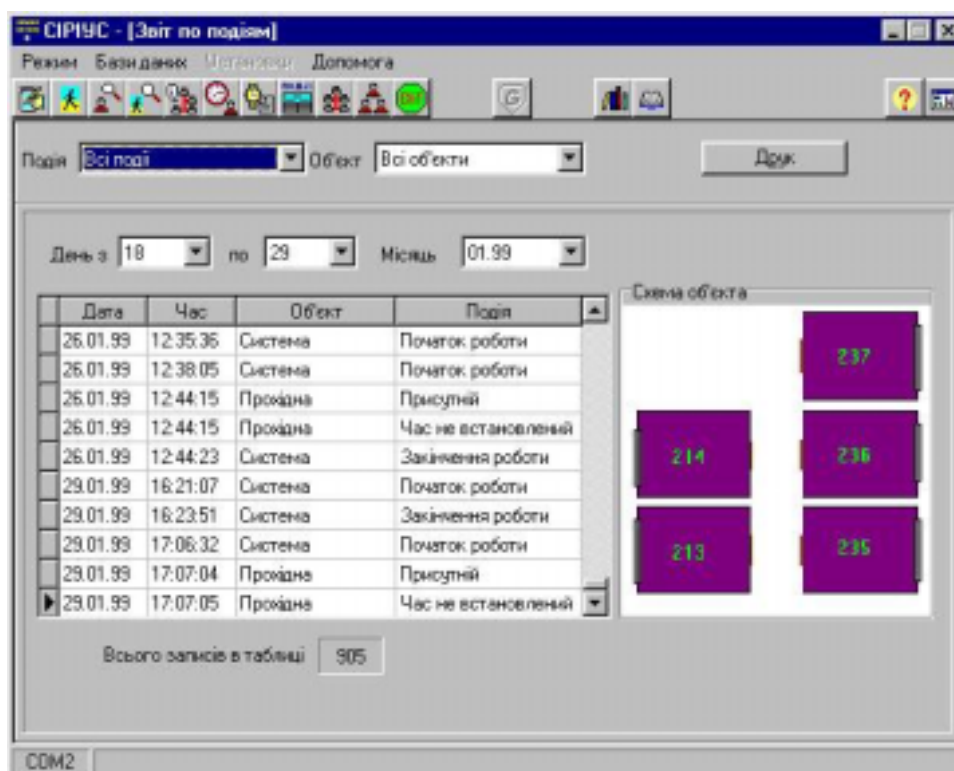 СІРІУС - [Звіт по подіям]
Режим Бази даних Установки Допомога
EXIT G ?
Подія Всі події Об'єкт Всі об'єкти Друк
День з 18 по 29 Місяць 01.99
Схема об'єкта
Дата Час Об'єкт Подія
26.01.99 12:35:36 Система Початок роботи
26.01.99 12:38:05 Система Початок роботи
26.01.99 12:44:15 Прохідна Присутній
26.01.99 12:44:15 Прохідна Час не встановлений
26.01.99 12:44:23 Система Закінчення роботи
29.01.99 16:21:07 Система Початок роботи
29.01.99 16:23:51 Система Закінчення роботи
29.01.99 17:06:32 Система Початок роботи
29.01.99 17:07:04 Прохідна Присутній
29.01.99 17:07:05 Прохідна Час не встановлений
237
214 236
213 235
Всього записів в таблиці 905
COM2